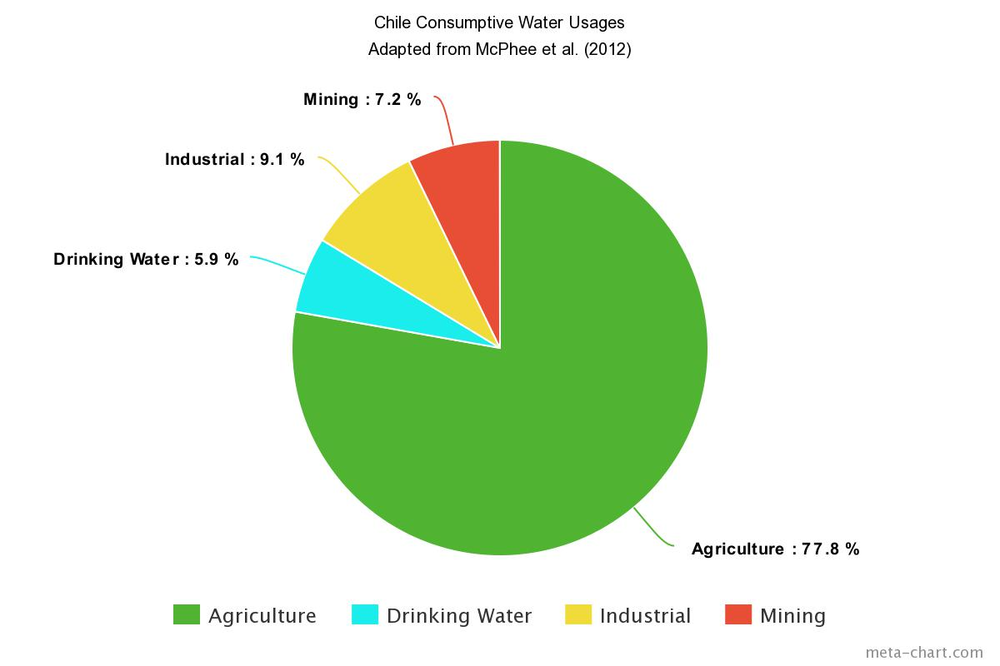 Chile Consumptive Water Usages
Adapted from McPhee et al. (2012)
Mining : 7.2 %
Industrial : 9.1 %
Drinking Water : 5.9 %
Agriculture : 77.8 %
Agriculture
Drinking Water
Industrial
Mining
meta-chart.com